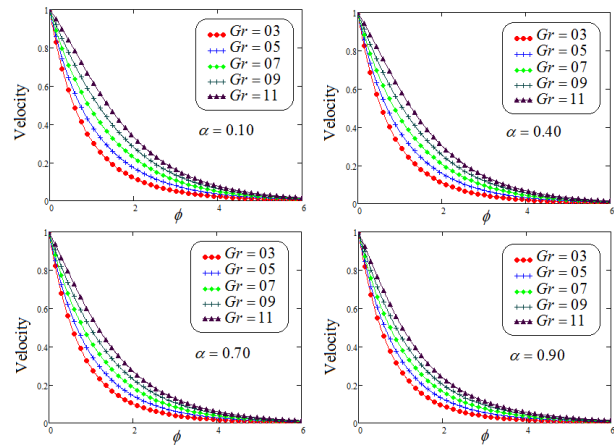 1
0.8
0.6
0.4
0.2
0
2
4
6
Velocity
ϕ
Gr = 03
Gr = 05
Gr = 07
Gr = 09
Gr = 11
α = 0.10
1
0.8
0.6
0.4
0.2
0
2
4
6
Velocity
ϕ
Gr = 03
Gr = 05
Gr = 07
Gr = 09
Gr = 11
α = 0.40
1
0.8
0.6
0.4
0.2
0
2
4
6
Velocity
ϕ
Gr = 03
Gr = 05
Gr = 07
Gr = 09
Gr = 11
α = 0.70
1
0.8
0.6
0.4
0.2
0
2
4
6
Velocity
ϕ
Gr = 03
Gr = 05
Gr = 07
Gr = 09
Gr = 11
α = 0.90